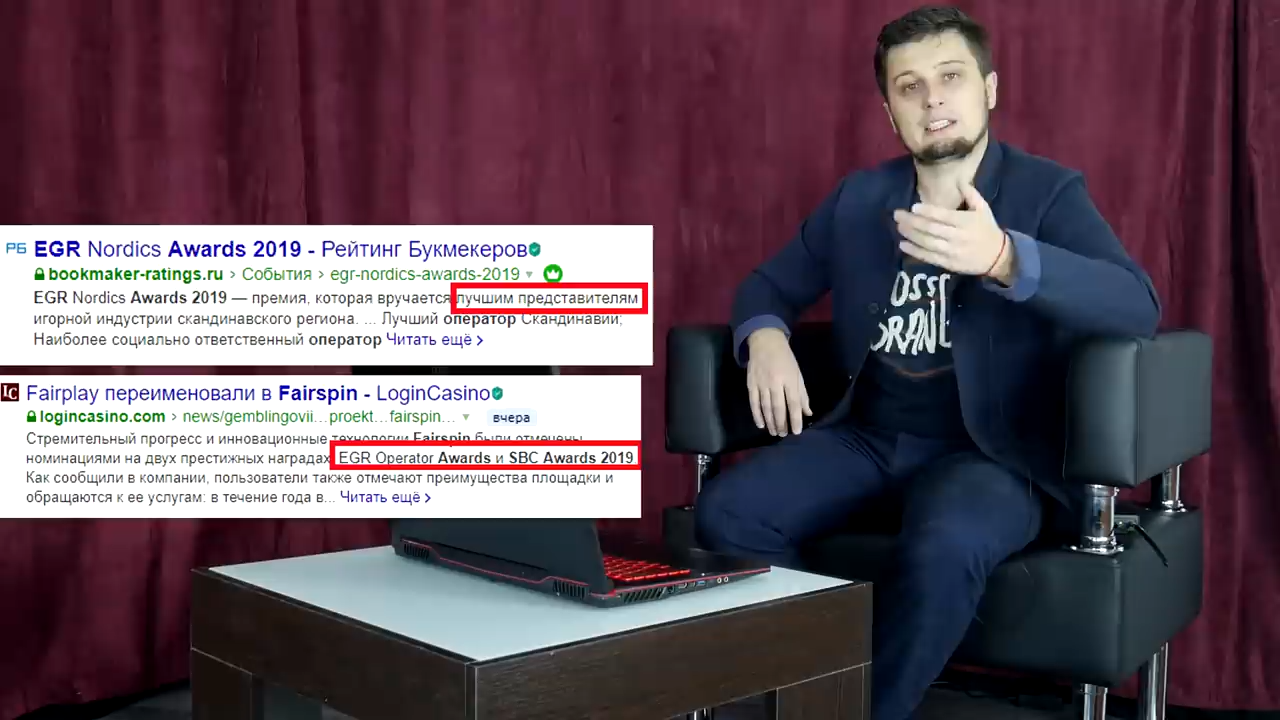 РБ EGR Nordics Awards 2019 - Рейтинг Букмекеров
bookmaker-ratings.ru › События › egr-nordics-awards-2019
EGR Nordics Awards 2019 — премия, которая вручается лучшим представителям
игорной индустрии скандинавского региона. ... Лучший оператор Скандинавии;
Наиболее социально ответственный оператор Читать ещё ›
LC Fairplay переименовали в Fairspin - LoginCasino
logincasino.com › news/gemblingovii...proekt...fairspin... вчера
Стремительный прогресс и инновационные технологии Fairspin были отмечены
номинациями на двух престижных наградах EGR Operator Awards и SBC Awards 2019
Как сообщили в компании, пользователи также отмечают преимущества площадки и
обращаются к ее услугам: в течение года в... Читать ещё ›